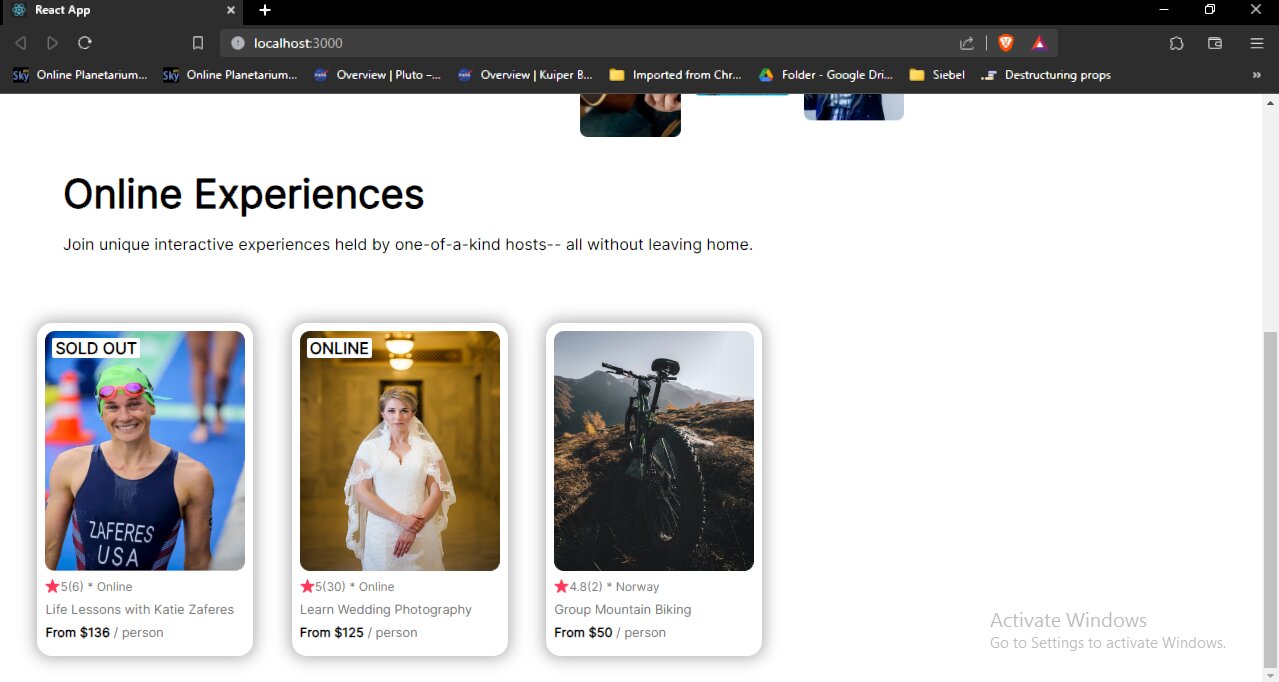 React App
localhost:3000
Sky Online Planetarium... Sky Online Planetarium... Overview | Pluto –... Overview | Kuiper B... Imported from Chr... Folder - Google Dri... Siebel Destructuring props »
Online Experiences
Join unique interactive experiences held by one-of-a-kind hosts-- all without leaving home.
SOLD OUT
ZAFERES
USA
5(6) * Online
Life Lessons with Katie Zaferes
From $136 / person
ONLINE
5(30) * Online
Learn Wedding Photography
From $125 / person
4.8(2) * Norway
Group Mountain Biking
From $50 / person
Activate Windows
Go to Settings to activate Windows.